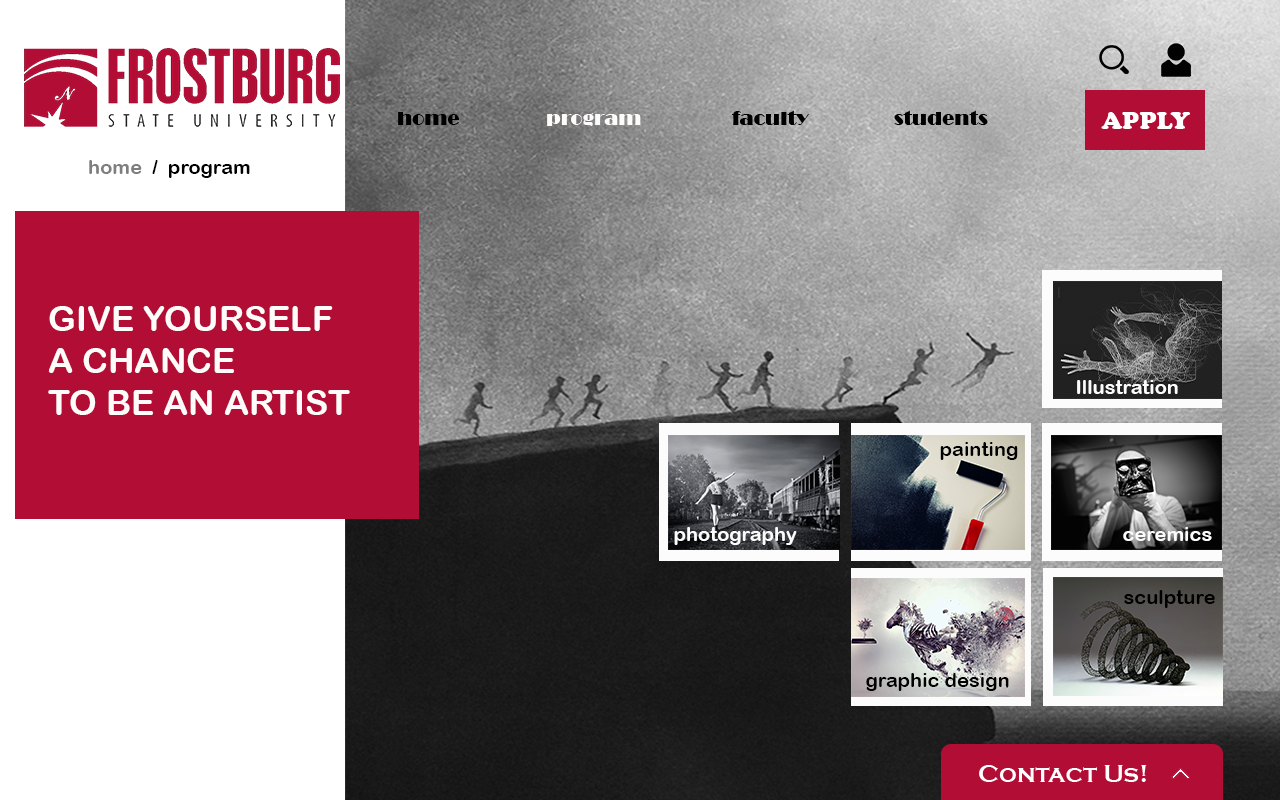 FROSTBURG
STATE UNIVERSITY
N
home program faculty students APPLY
home / program
GIVE YOURSELF
A CHANCE
TO BE AN ARTIST
Illustration
painting
photography
ceremics
sculpture
graphic design
Contact Us!